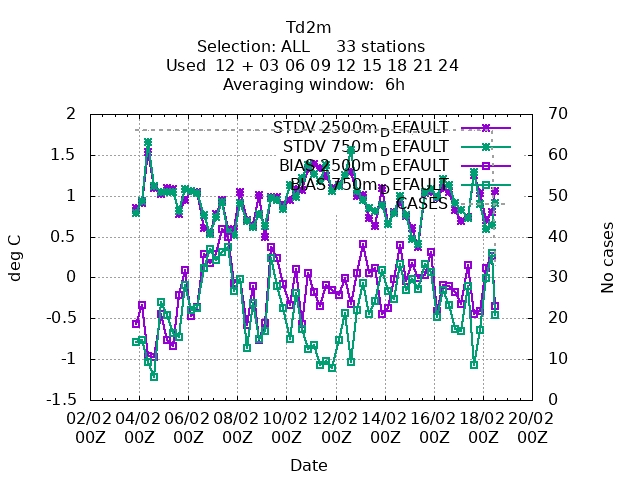 Td2m
Selection: ALL     33 stations
Used  12 + 03 06 09 12 15 18 21 24
Averaging window:  6h
2 70
STDV 2500m_DEFAULT
STDV 750m_DEFAULT
1.5 60
BIAS 2500m_DEFAULT
BIAS 750m_DEFAULT
1 50
CASES
0.5 40
0 30
-0.5 20
-1 10
-1.5 0
deg C
No cases
02/02 04/02 06/02 08/02 10/02 12/02 14/02 16/02 18/02 20/02
00Z 00Z 00Z 00Z 00Z 00Z 00Z 00Z 00Z 00Z
Date